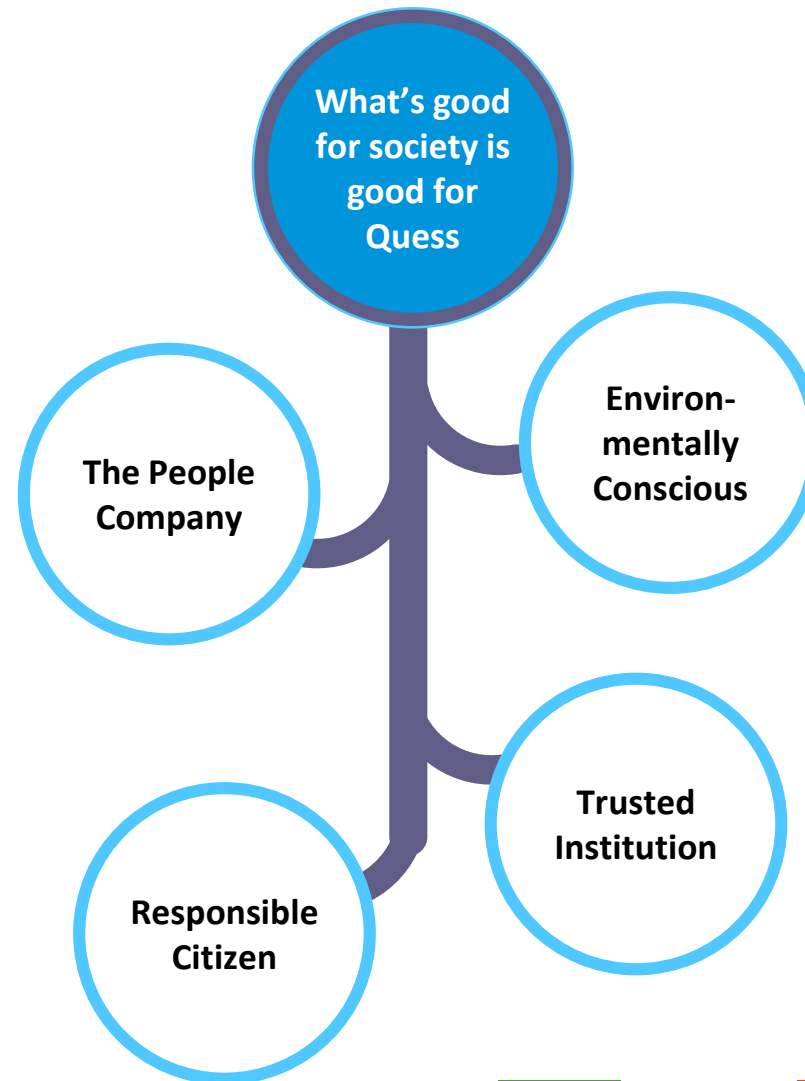 What’s good
for society is
good for
Quess
Environ-
mentally
Conscious
The People
Company
Trusted
Institution
Responsible
Citizen